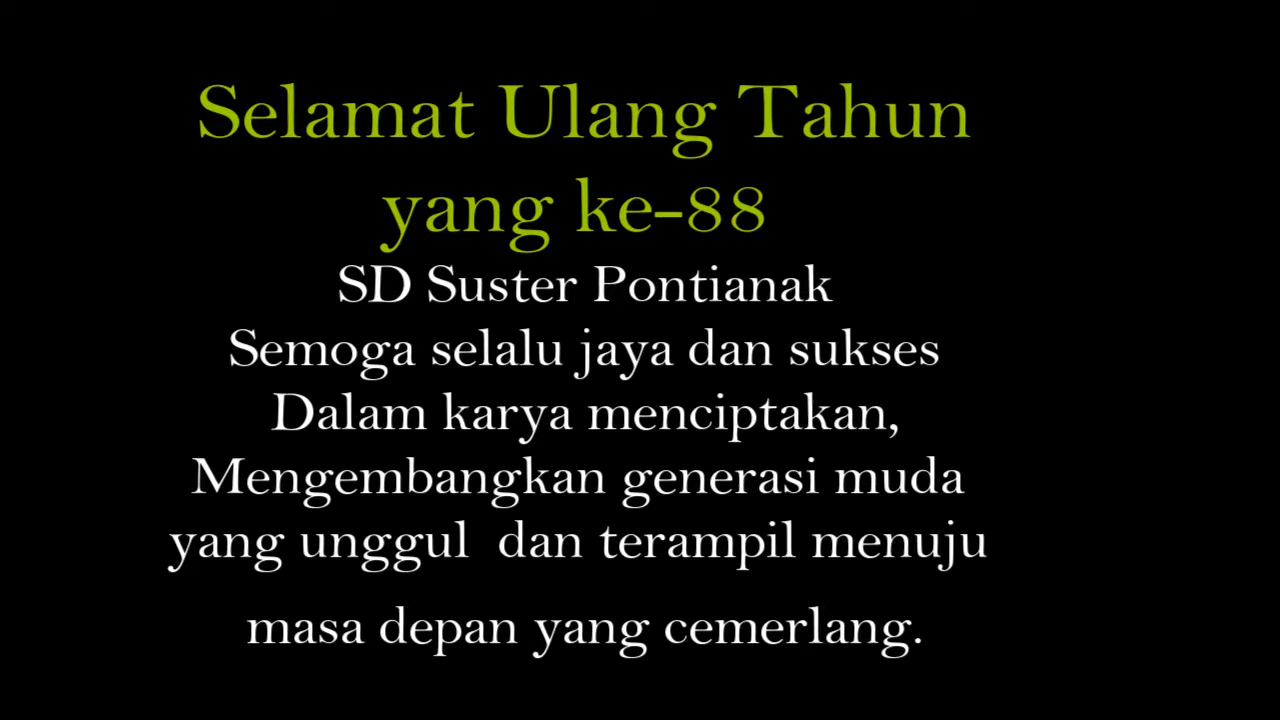 Selamat Ulang Tahun
yang ke-88
SD Suster Pontianak
Semoga selalu jaya dan sukses
Dalam karya menciptakan,
Mengembangkan generasi muda
yang unggul  dan terampil menuju
masa depan yang cemerlang.